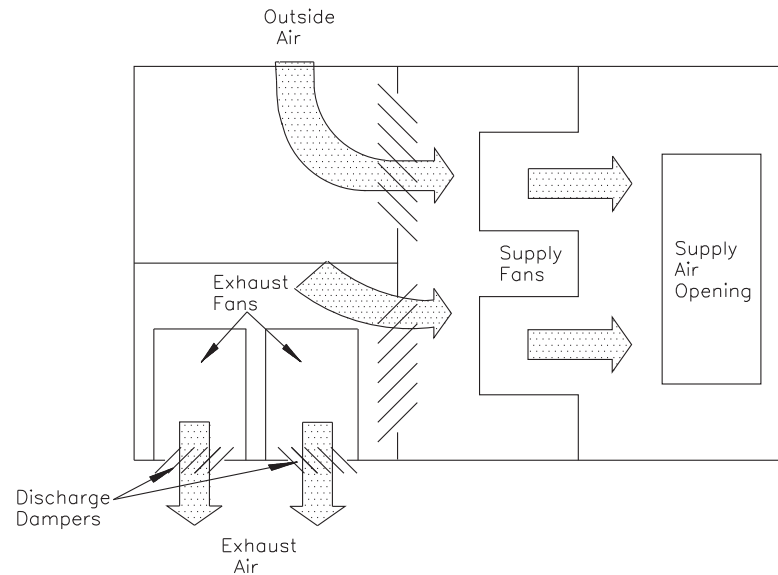 Outside
Air
Exhaust
Fans
Supply
Fans
Supply
Air
Opening
Discharge
Dampers
Exhaust
Air